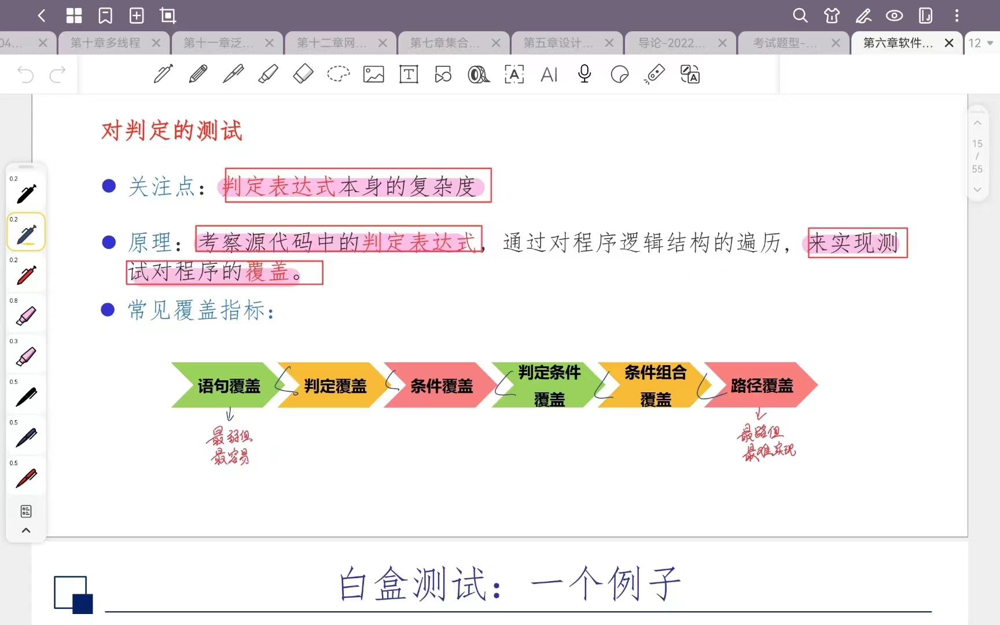 04...
第十章多线程
第十一章泛...
第十二章网...
第七章集合...
第五章设计...
导论-2022...
考试题型-...
第六章软件...
12
T
A
AI
A
对判定的测试
15
/
55
关注点：判定表达式本身的复杂度
原理：考察源代码中的判定表达式，通过对程序逻辑结构的遍历，来实现测
试对程序的覆盖。
常见覆盖指标：
0.2
0.2
0.2
0.8
0.3
0.5
0.5
0.5
语句覆盖
判定覆盖
条件覆盖
判定条件
覆盖
条件组合
覆盖
路径覆盖
最弱但
最容易
最路但
最难实现
白盒测试：一个例子